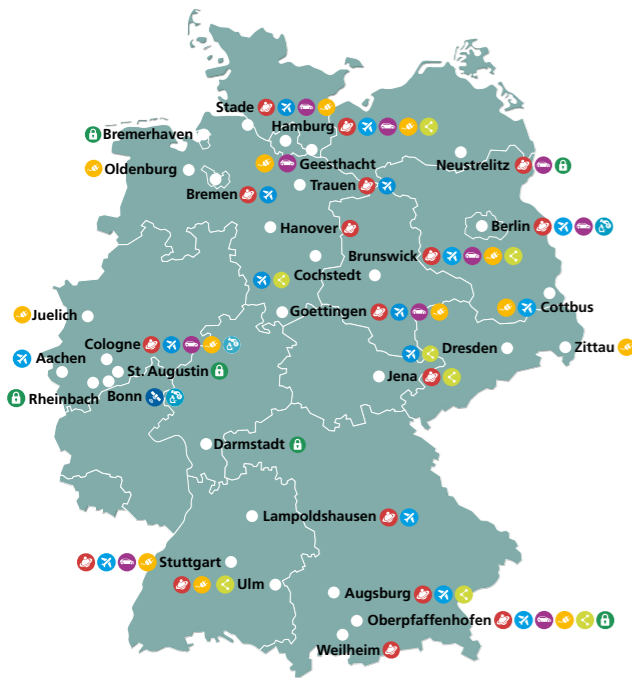 Stade
Hamburg
Bremerhaven
Geesthacht
Neustrelitz
Oldenburg
Trauen
Bremen
Hanover
Berlin
Brunswick
Cochstedt
Cottbus
Goettingen
Juelich
Cologne
Dresden
Zittau
Aachen
St. Augustin
Jena
Rheinbach
Bonn
Darmstadt
Lampoldshausen
Stuttgart
Ulm
Augsburg
Oberpfaffenhofen
Weilheim